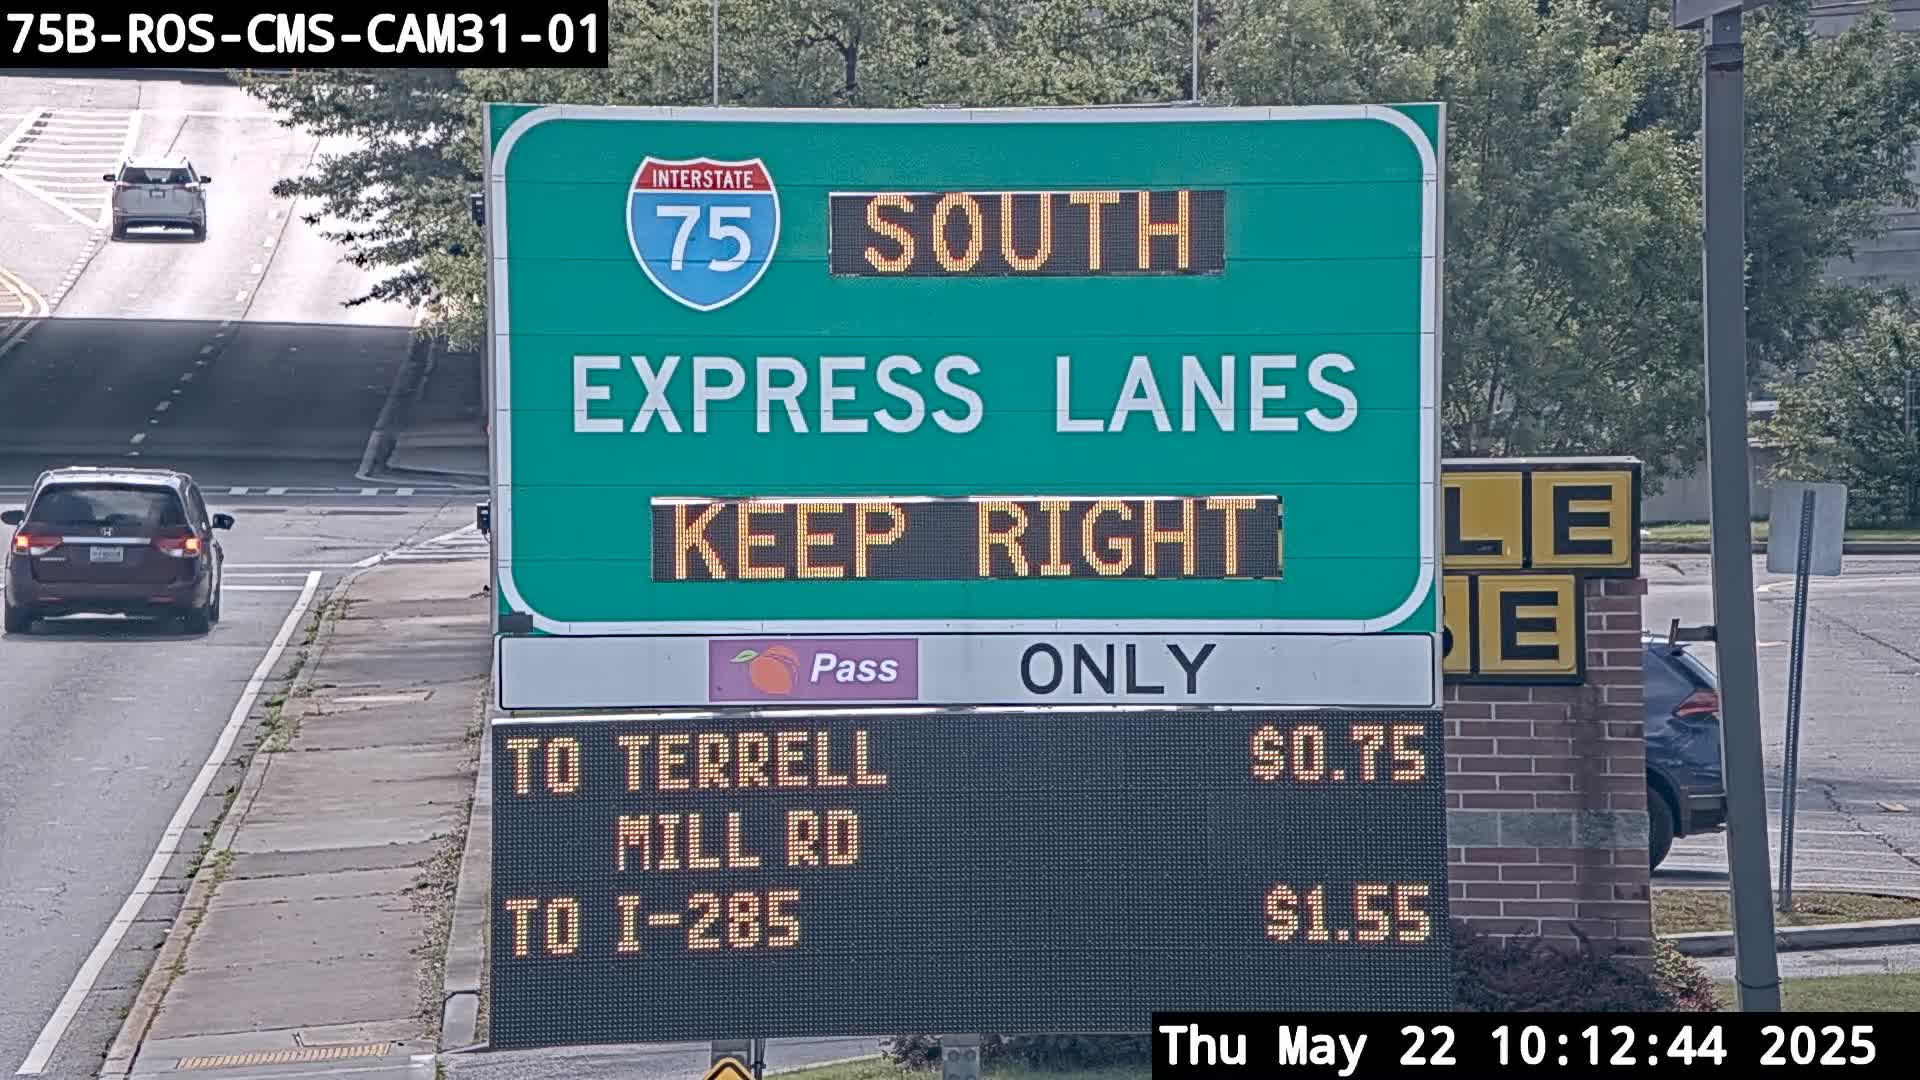 75B-ROS-CMS-CAM31-01
INTERSTATE
75
SOUTH
EXPRESS LANES
KEEP RIGHT
Pass ONLY
TO TERRELL $0.75
MILL RD
TO I-285 $1.55
LE
E
Thu May 22 10:12:44 2025